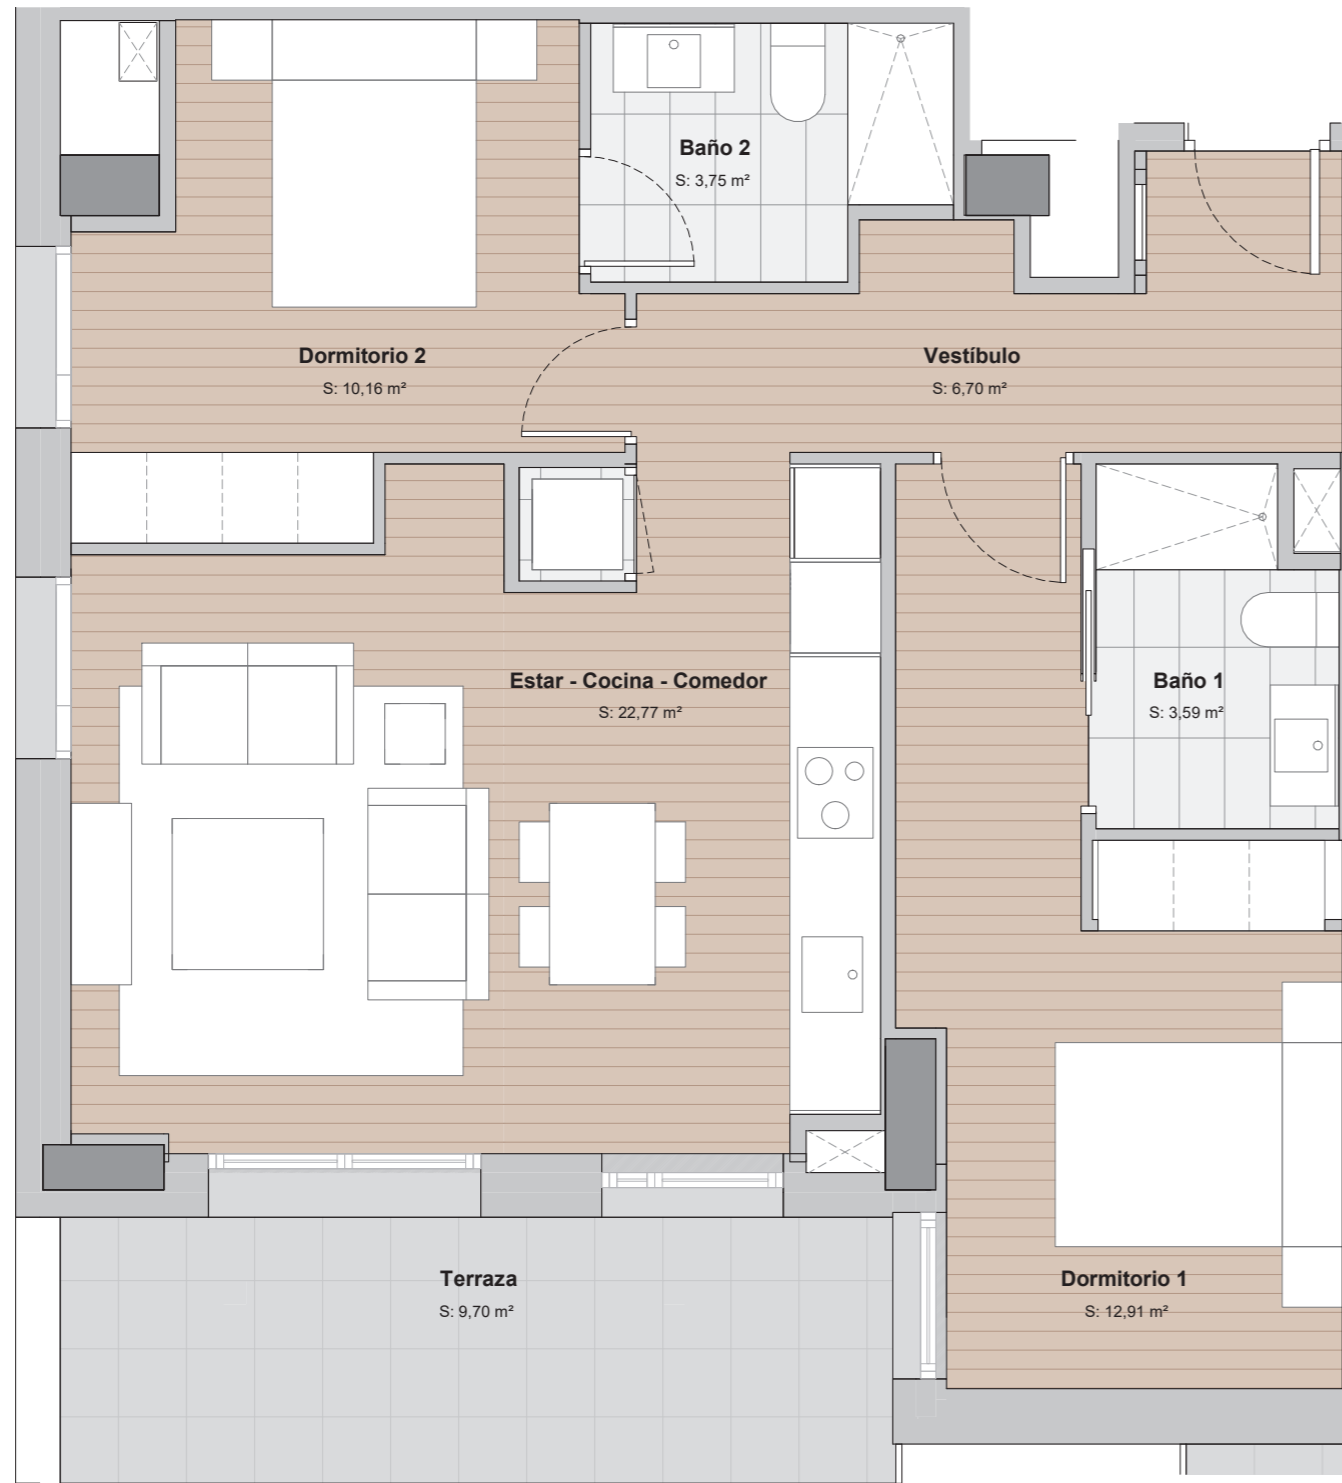 Baño 2
S: 3,75 m²
Dormitorio 2
S: 10,16 m²
Vestíbulo
S: 6,70 m²
Estar - Cocina - Comedor
S: 22,77 m²
Baño 1
S: 3,59 m²
Terraza
S: 9,70 m²
Dormitorio 1
S: 12,91 m²